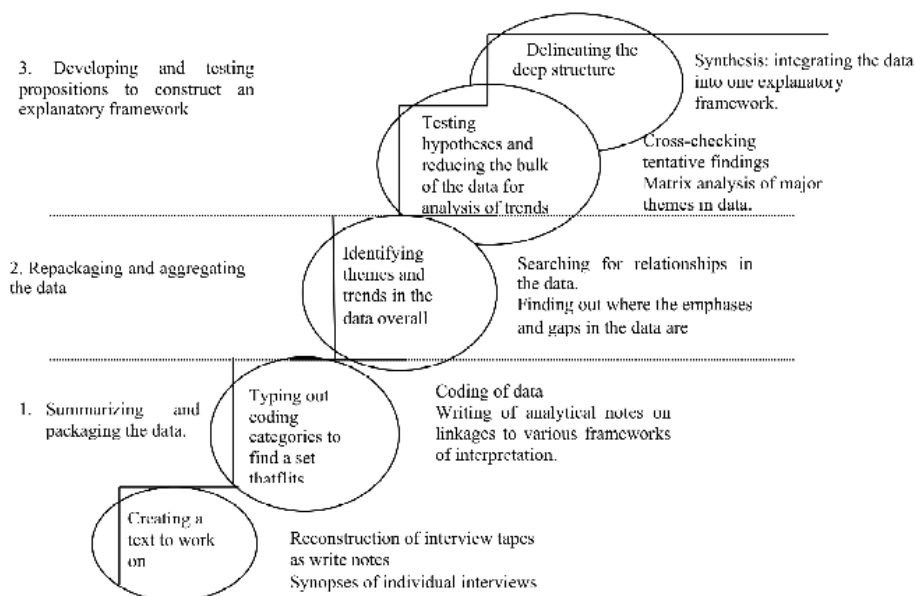 Delineating the
deep structure
Synthesis: integrating the data
into one explanatory
framework.
3. Developing and testing
propositions to construct an
explanatory framework
Testing
hypotheses and
reducing the bulk
of the data for
analysis of trends
Cross-checking
tentative findings
Matrix analysis of major
themes in data.
2. Repackaging and aggregating
the data
Identifying
themes and
trends in the
data overall
Searching for relationships in
the data.
Finding out where the emphases
and gaps in the data are
1. Summarizing and
packaging the data.
Typing out
coding
categories to
find a set
thatflits
Coding of data
Writing of analytical notes on
linkages to various frameworks
of interpretation.
Creating a
text to work
on
Reconstruction of interview tapes
as write notes
Synopses of individual interviews